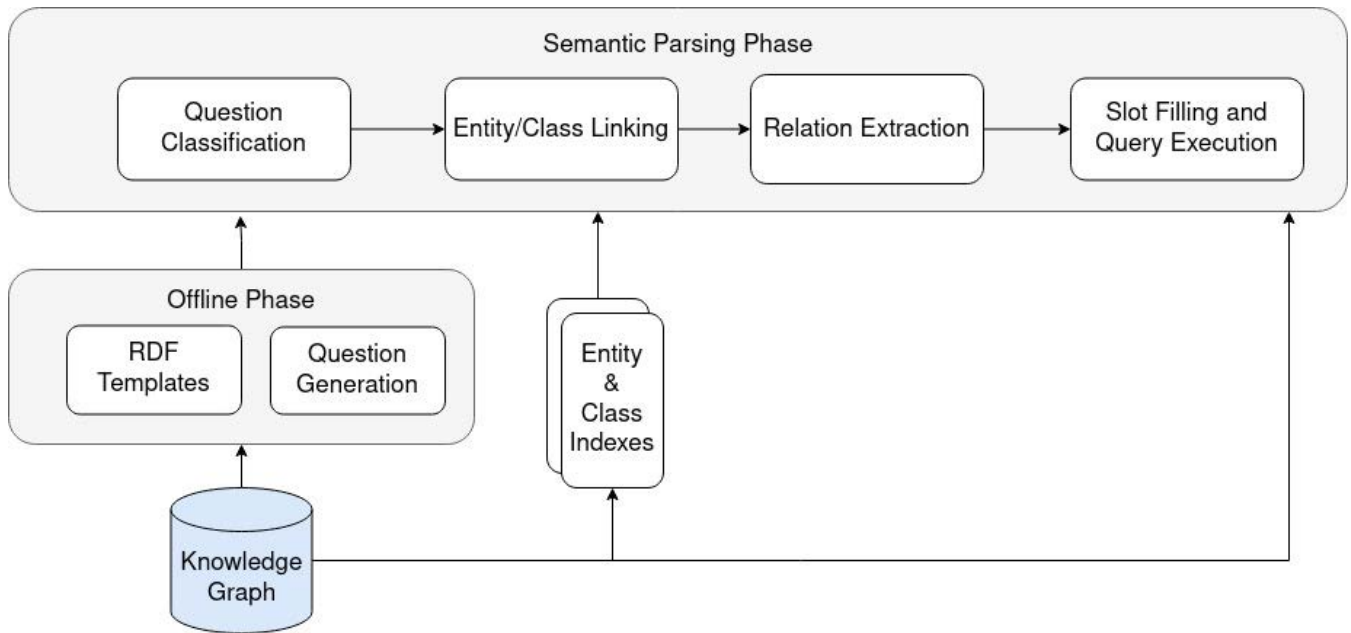 Semantic Parsing Phase
Question
Classification
Entity/Class Linking
Relation Extraction
Slot Filling and
Query Execution
Offline Phase
RDF
Templates
Question
Generation
Entity
&
Class
Indexes
Knowledge
Graph